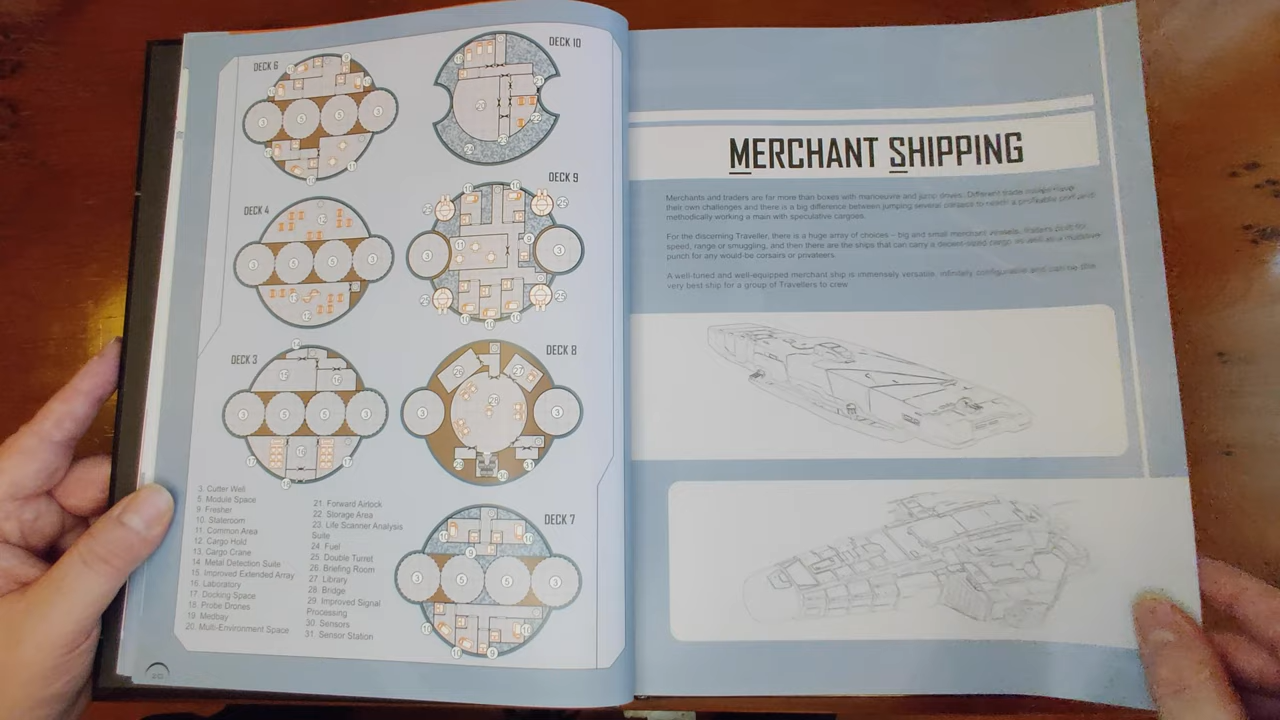 DECK 6
DECK 10
DECK 4
DECK 9
DECK 3
DECK 8
DECK 7
3. Cutter Well
5. Module Space
9. Fresher
10. Stateroom
11. Common Area
12. Cargo Hold
13. Cargo Crane
14. Metal Detection Suite
15. Improved Extended Array
16. Laboratory
17. Docking Space
18. Probe Drones
19. Medbay
20. Multi-Environment Space
21. Forward Airlock
22. Storage Area
23. Life Scanner Analysis
Suite
24. Fuel
25. Double Turret
26. Briefing Room
27. Library
28. Bridge
29. Improved Signal
Processing
30. Sensors
31. Sensor Station
MERCHANT SHIPPING
Merchants and traders are far more than boxes with manoeuvre and jump drives. Different trade routes have
their own challenges and there is a big difference between jumping several parsecs to reach a profitable port and
methodically working a main with speculative cargoes.
For the discerning Traveller, there is a huge array of choices – big and small merchant vessels, traders built for
speed, range or smuggling, and then there are the ships that can carry a decent-sized cargo as well as a massive
punch for any would-be corsairs or privateers.
A well-tuned and well-equipped merchant ship is immensely versatile, infinitely configurable and can be the
very best ship for a group of Travellers to crew.